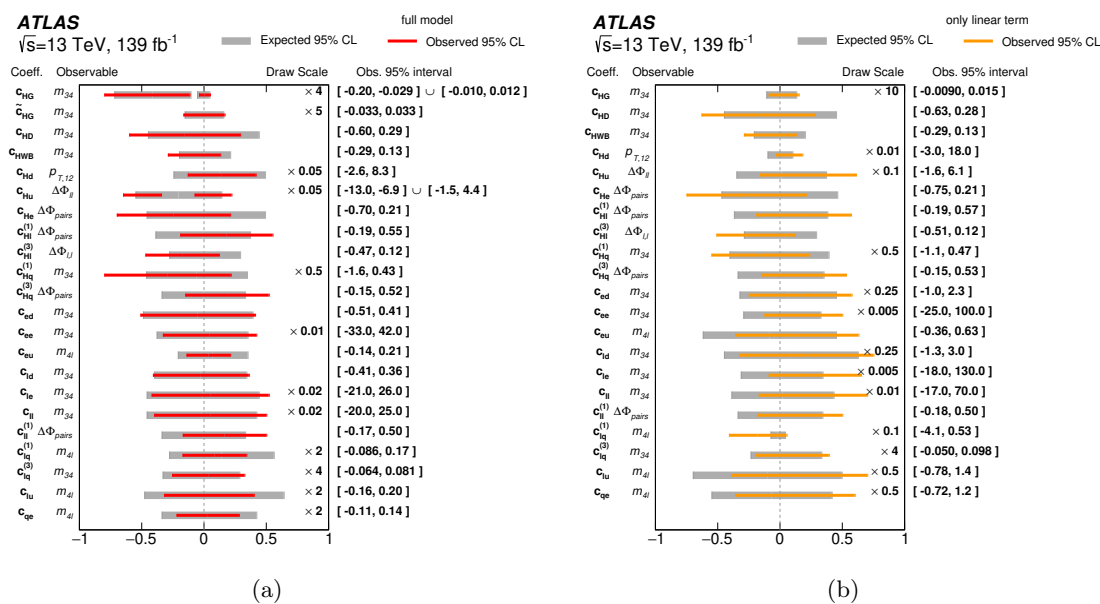 ATLAS
full model
√s=13 TeV, 139 fb⁻¹ Expected 95% CL Observed 95% CL
Coeff. Observable Draw Scale Obs. 95% interval
c_HG m_34 × 4 [ -0.20, -0.029 ] ∪ [ -0.010, 0.012 ]
c̃_HG m_34 × 5 [ -0.033, 0.033 ]
c_HD m_34 [ -0.60, 0.29 ]
c_HWB m_34 [ -0.29, 0.13 ]
c_Hd p_T,12 × 0.05 [ -2.6, 8.3 ]
c_Hu ΔΦ_ll × 0.05 [ -13.0, -6.9 ] ∪ [ -1.5, 4.4 ]
c_He ΔΦ_pairs [ -0.70, 0.21 ]
c_Hl^(1) ΔΦ_pairs [ -0.19, 0.55 ]
c_Hl^(3) ΔΦ_ll [ -0.47, 0.12 ]
c_Hq^(1) m_34 × 0.5 [ -1.6, 0.43 ]
c_Hq^(3) ΔΦ_pairs [ -0.15, 0.52 ]
c_ed m_34 [ -0.51, 0.41 ]
c_ee m_34 × 0.01 [ -33.0, 42.0 ]
c_eu m_4l [ -0.14, 0.21 ]
c_ld m_34 [ -0.41, 0.36 ]
c_le m_34 × 0.02 [ -21.0, 26.0 ]
c_ll m_34 × 0.02 [ -20.0, 25.0 ]
c_ll^(1) ΔΦ_pairs [ -0.17, 0.50 ]
c_lq^(1) m_4l × 2 [ -0.086, 0.17 ]
c_lq^(3) m_34 × 4 [ -0.064, 0.081 ]
c_lu m_4l × 2 [ -0.16, 0.20 ]
c_qe m_4l × 2 [ -0.11, 0.14 ]
−1 −0.5 0 0.5 1
(a)
ATLAS
only linear term
√s=13 TeV, 139 fb⁻¹ Expected 95% CL Observed 95% CL
Coeff. Observable Draw Scale Obs. 95% interval
c_HG m_34 × 10 [ -0.0090, 0.015 ]
c_HD m_34 [ -0.63, 0.28 ]
c_HWB m_34 [ -0.29, 0.13 ]
c_Hd p_T,12 × 0.01 [ -3.0, 18.0 ]
c_Hu ΔΦ_ll × 0.1 [ -1.6, 6.1 ]
c_He ΔΦ_pairs [ -0.75, 0.21 ]
c_Hl^(1) ΔΦ_pairs [ -0.19, 0.57 ]
c_Hl^(3) ΔΦ_ll [ -0.51, 0.12 ]
c_Hq^(1) m_34 × 0.5 [ -1.1, 0.47 ]
c_Hq^(3) ΔΦ_pairs [ -0.15, 0.53 ]
c_ed m_34 × 0.25 [ -1.0, 2.3 ]
c_ee m_34 × 0.005 [ -25.0, 100.0 ]
c_eu m_4l [ -0.36, 0.63 ]
c_ld m_34 × 0.25 [ -1.3, 3.0 ]
c_le m_34 × 0.005 [ -18.0, 130.0 ]
c_ll m_34 × 0.01 [ -17.0, 70.0 ]
c_ll^(1) ΔΦ_pairs [ -0.18, 0.50 ]
c_lq^(1) m_4l × 0.1 [ -4.1, 0.53 ]
c_lq^(3) m_34 × 4 [ -0.050, 0.098 ]
c_lu m_4l × 0.5 [ -0.78, 1.4 ]
c_qe m_4l × 0.5 [ -0.72, 1.2 ]
−1 −0.5 0 0.5 1
(b)